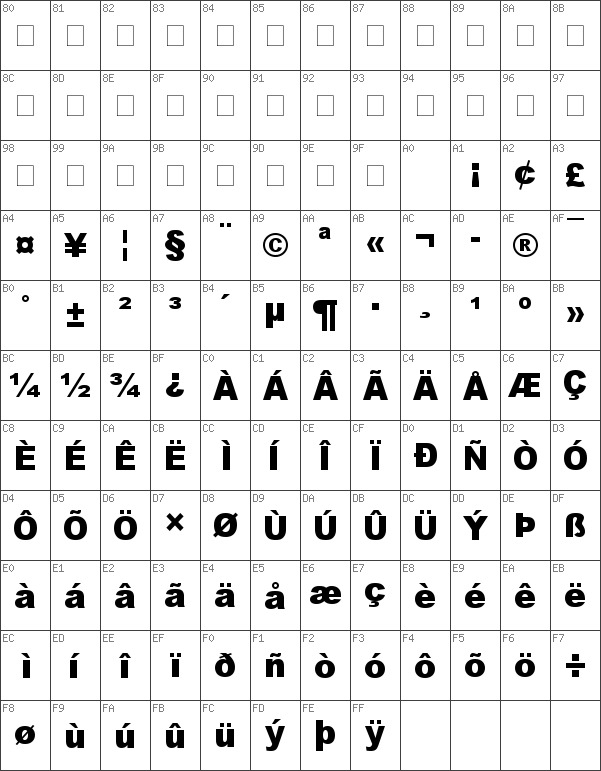 80 81 82 83 84 85 86 87 88 89 8A 8B
8C 8D 8E 8F 90 91 92 93 94 95 96 97
98 99 9A 9B 9C 9D 9E 9F A0 A1 A2 A3
¡ ¢ £
A4 A5 A6 A7 A8 A9 AA AB AC AD AE AF
¤ ¥ ¦ § ¨ © ª « ¬ - ® ¯
B0 B1 B2 B3 B4 B5 B6 B7 B8 B9 B0 BB
° ± ² ³ ´ µ ¶ · ¸ ¹ º »
BC BD BE BF C0 C1 C2 C3 C4 C5 C6 C7
¼ ½ ¾ ¿ À Á Â Ã Ä Å Æ Ç
C8 C9 CA CB CC CD CE CF D0 D1 D2 D3
È É Ê Ë Ì Í Î Ï Ð Ñ Ò Ó
D4 D5 D6 D7 D8 D9 DA DB DC DD DE DF
Ô Õ Ö × Ø Ù Ú Û Ü Ý Þ ß
E0 E1 E2 E3 E4 E5 E6 E7 E8 E9 EA EB
à á â ã ä å æ ç è é ê ë
EC ED EE EF F0 F1 F2 F3 F4 F5 F6 F7
ì í î ï ð ñ ò ó ô õ ö ÷
F8 F9 FA FB FC FD FE FF
ø ù ú û ü ý þ ÿ